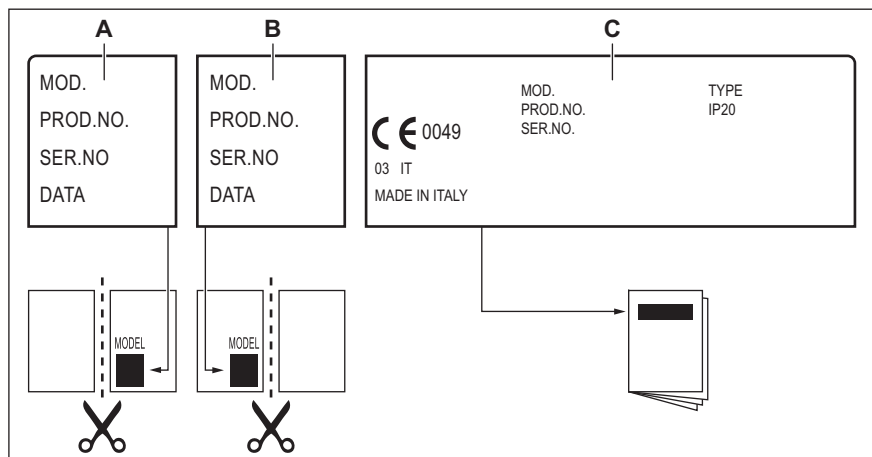 A
B
C
MOD.
PROD.NO.
SER.NO
DATA
MOD.
PROD.NO.
SER.NO
DATA
MOD.
PROD.NO.
SER.NO.
TYPE
IP20
CE 0049
03 IT
MADE IN ITALY
MODEL
MODEL